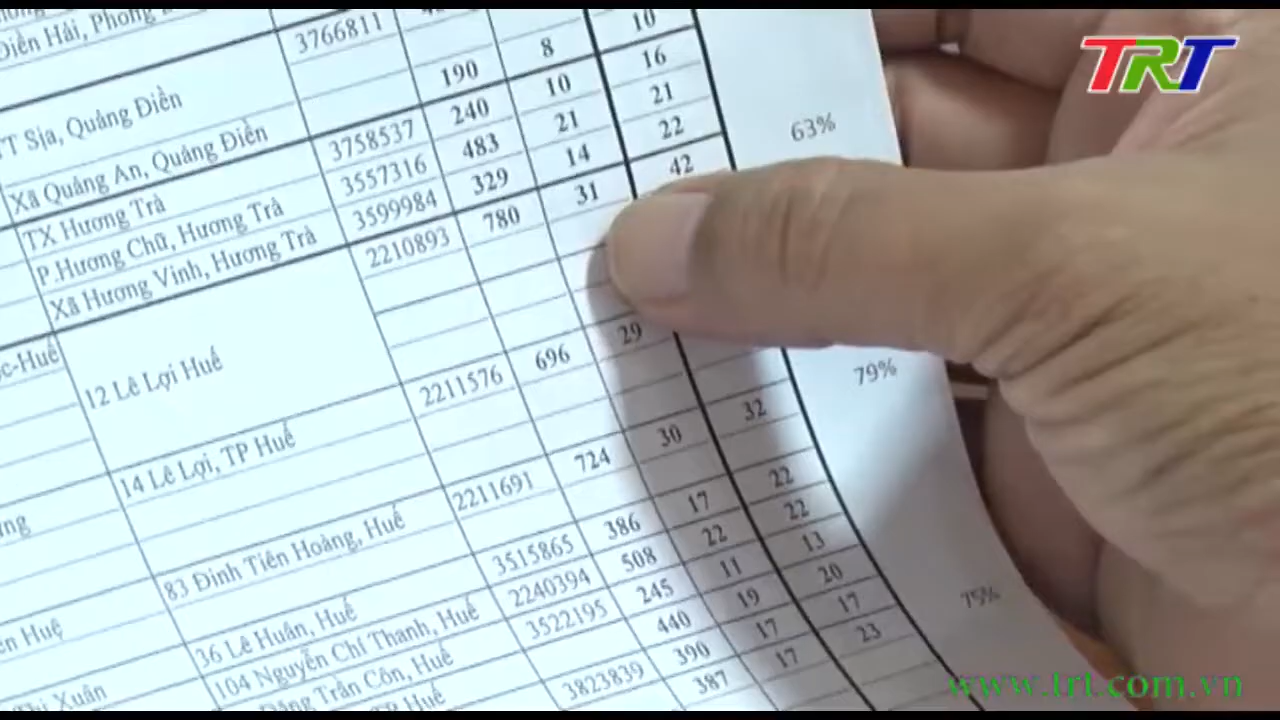 Điền Hải, Phong
3766811 10
8
T Sịa, Quảng Điền 190 16
Xã Quảng An, Quảng Điền 240 10 21
TX Hương Trà 3758537 483 21 22 63%
P.Hương Chữ, Hương Trà 3557316 329 14 42
Xã Hương Vinh, Hương Trà 3599984 780 31
2210893
12 Lê Lợi Huế
14 Lê Lợi, TP Huế 2211576 696 29 79%
83 Đinh Tiên Hoàng, Huế 2211691 724 30 32
36 Lê Huân, Huế 3515865 386 17 22
104 Nguyễn Chí Thanh, Huế 2240394 508 22 22
Đặng Trần Côn, Huế 3522195 245 11 13
Huế 440 19 20 75%
3823839 390 17 17
387 17 23
Xuân
Huệ
TRT
www.trt.com.vn